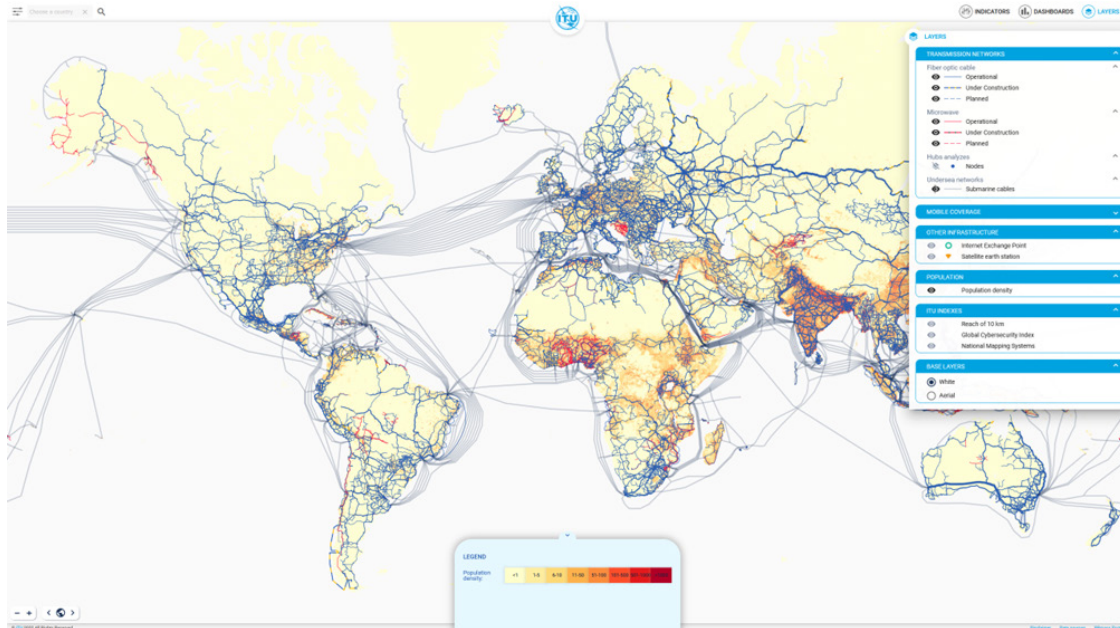 Choose a country
ITU
INDICATORS
DASHBOARDS
LAYERS
LAYERS
TRANSMISSION NETWORKS
Fiber optic cable
Operational
Under Construction
Planned
Microwave
Operational
Under Construction
Planned
Hubs analyzes
Nodes
Undersea networks
Submarine cables
MOBILE COVERAGE
OTHER INFRASTRUCTURE
Internet Exchange Point
Satellite earth station
POPULATION
Population density
ITU INDEXES
Reach of 10 km
Global Cybersecurity Index
National Mapping Systems
BASE LAYERS
White
Aerial
LEGEND
Population density:
<1 1-5 6-10 11-50 51-100